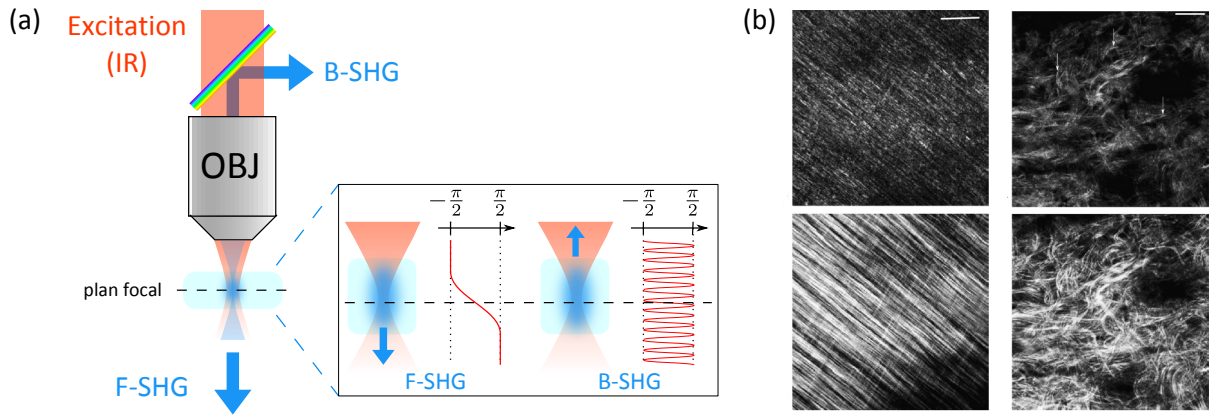 (a)
Excitation
(IR)
B-SHG
OBJ
plan focal
F-SHG
-π/2 π/2
-π/2 π/2
F-SHG
B-SHG
(b)